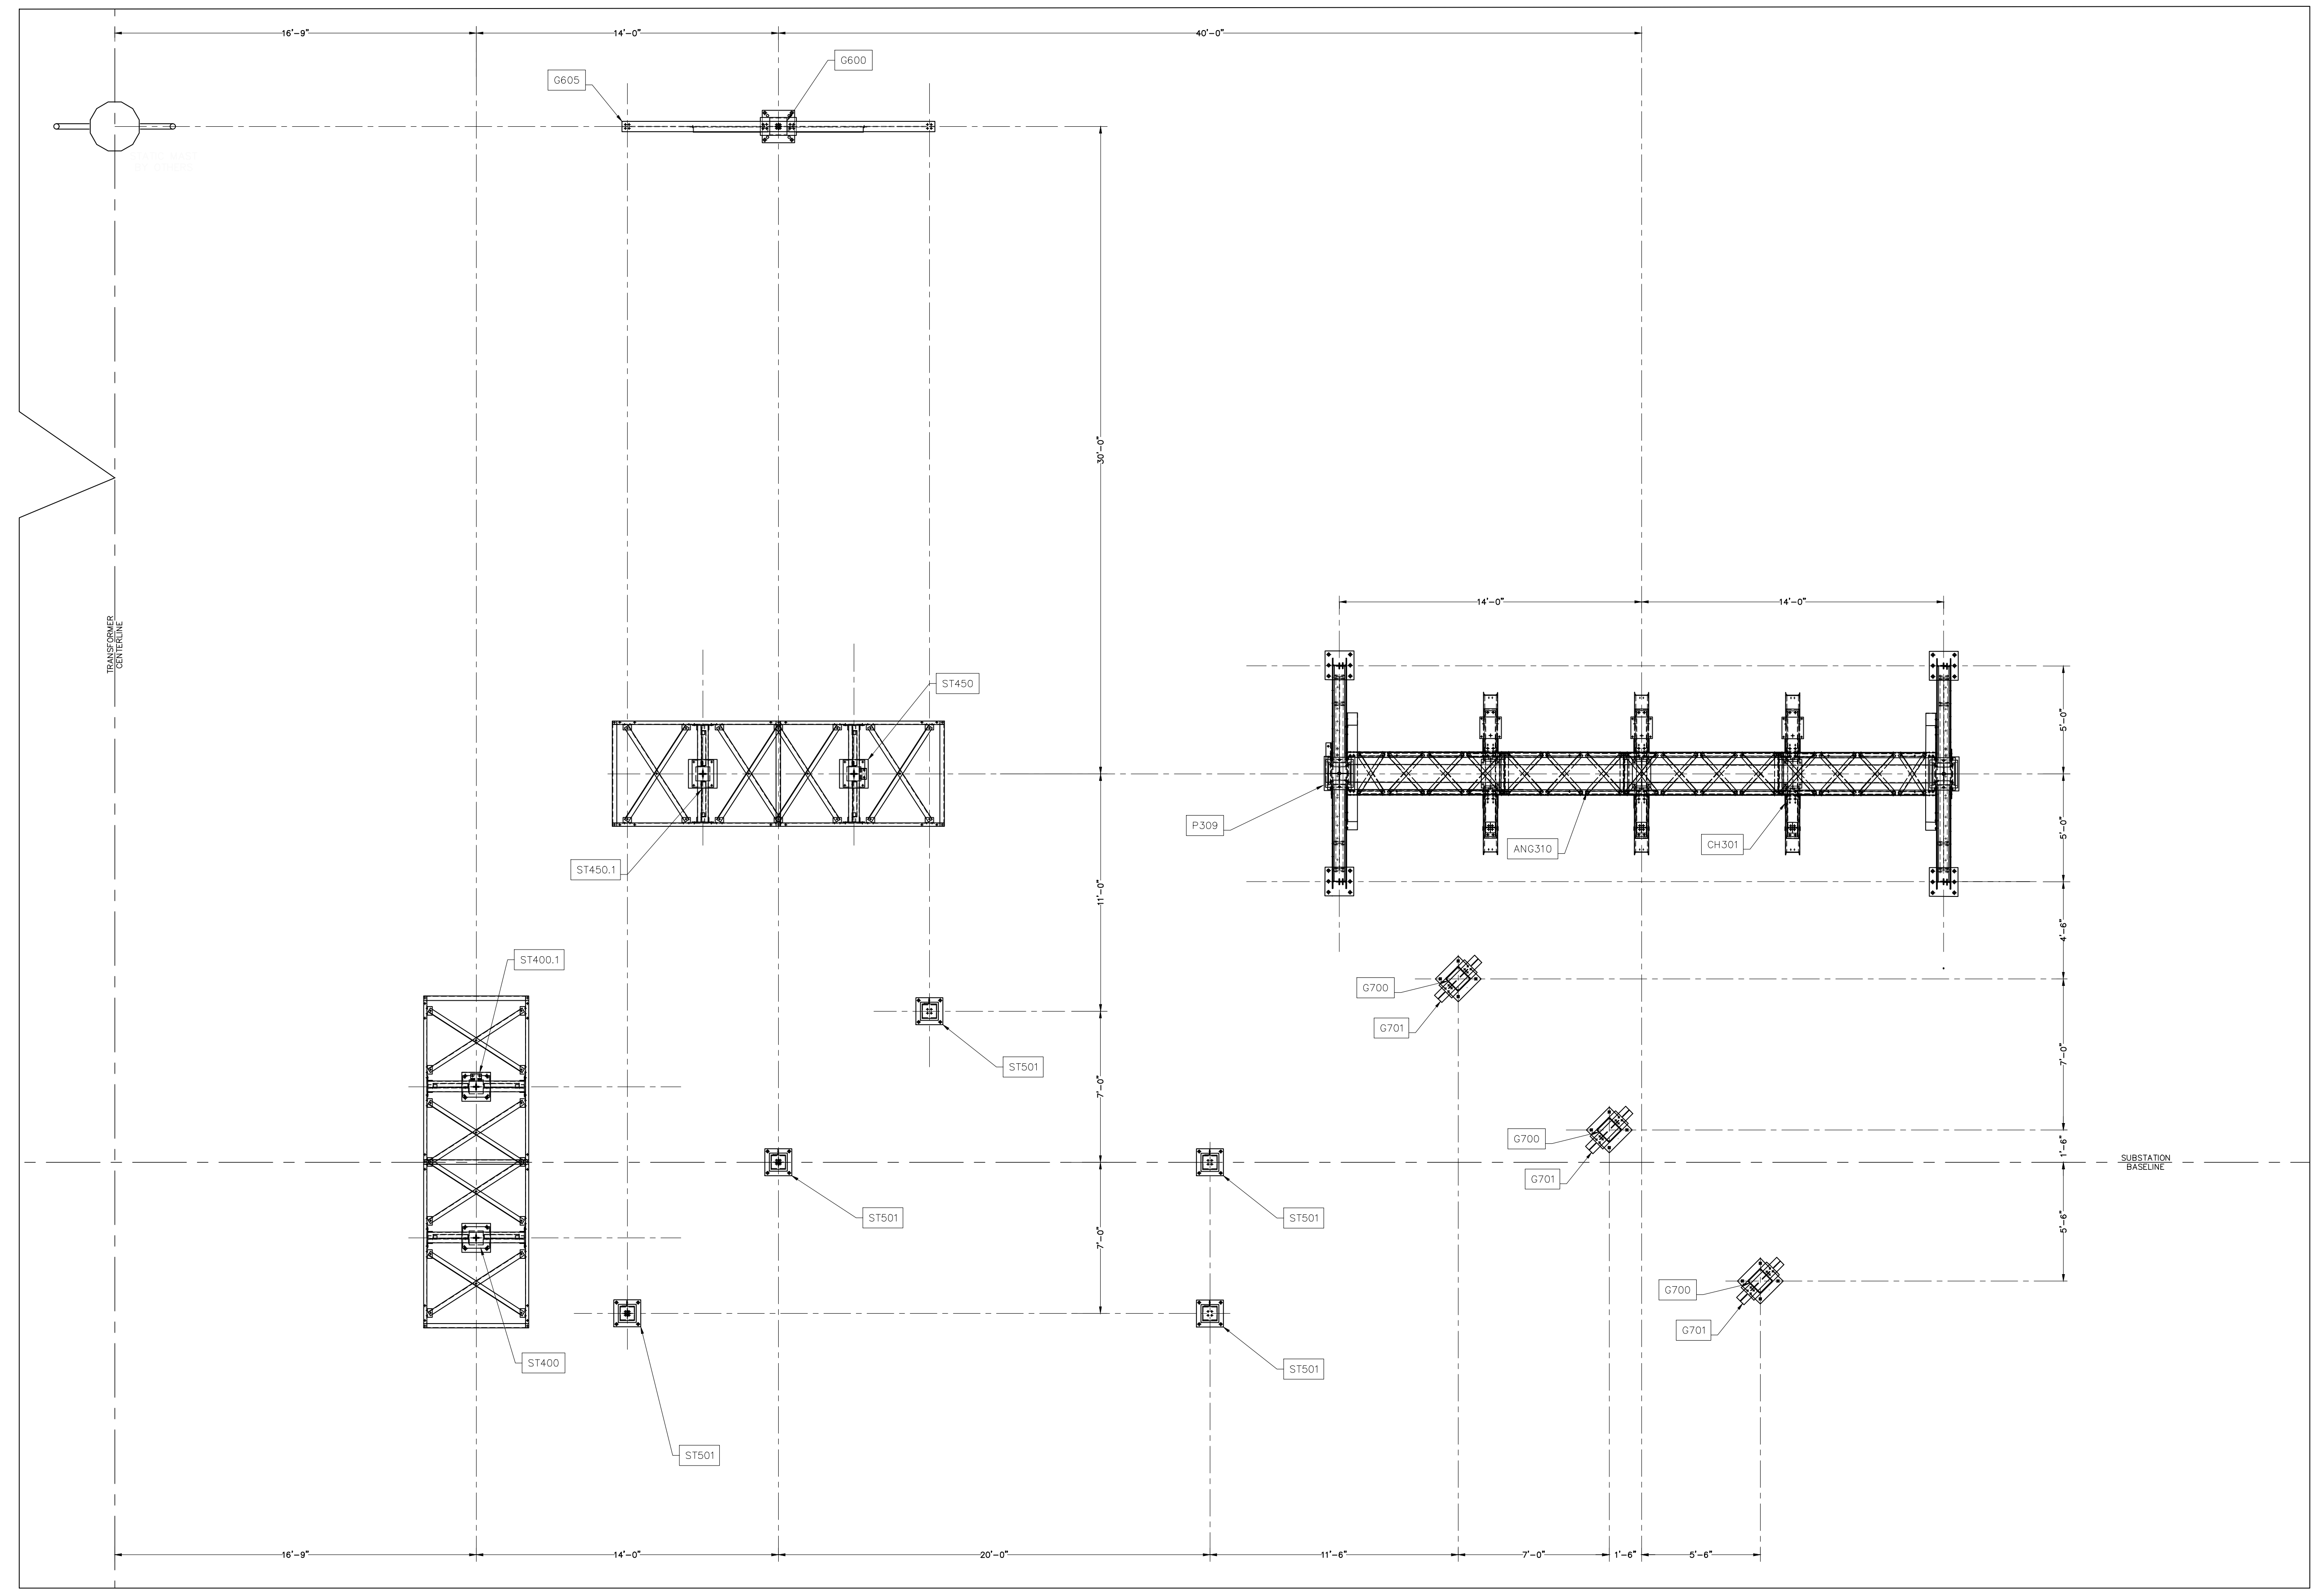 16'-9"
14'-0"
40'-0"
G600
G605
30'-0"
TRANSFORMER
CENTERLINE
14'-0"
14'-0"
ST450
5'-0"
P309
5'-0"
CH301
ANG310
ST450.1
11'-0"
4'-6"
ST400.1
G700
G701
7'-0"
ST501
7'-0"
G700
1'-6"
SUBSTATION
BASELINE
G701
ST501
ST501
5'-6"
7'-0"
G700
G701
ST400
ST501
ST501
16'-9"
14'-0"
20'-0"
11'-6"
7'-0"
1'-6"
5'-6"